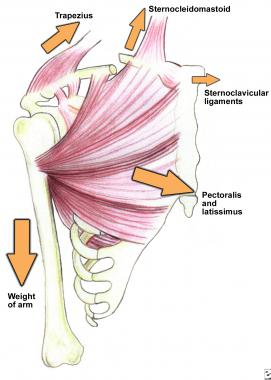 Trapezius
Sternocleidomastoid
Sternoclavicular
ligaments
Pectoralis
and
latissimus
Weight
of arm